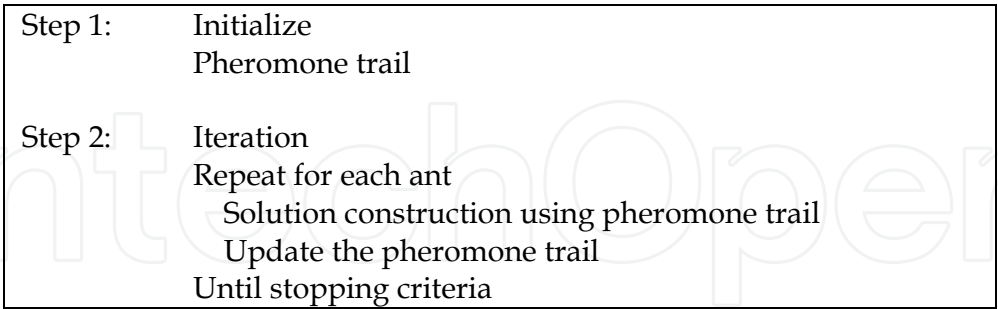 Step 1: Initialize
Pheromone trail
Step 2: Iteration
Repeat for each ant
Solution construction using pheromone trail
Update the pheromone trail
Until stopping criteria
ntechOpen